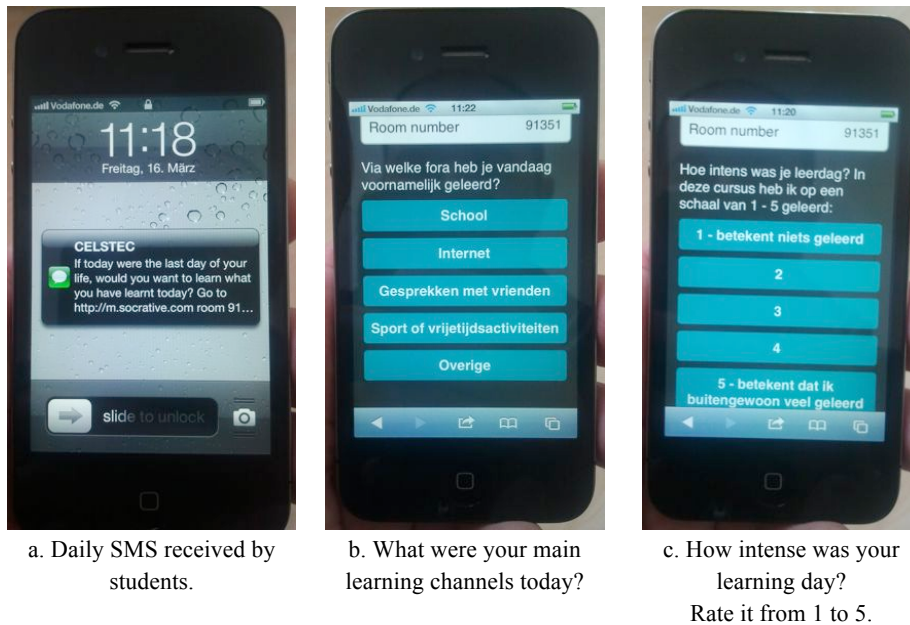 Vodafone.de
11:18
Freitag, 16. März
CELSTEC
If today were the last day of your
life, would you want to learn what
you have learnt today? Go to
http://m.socrative.com room 91...
slide to unlock
a. Daily SMS received by
students.
Vodafone.de 11:22
Room number 91351
Via welke fora heb je vandaag
voornamelijk geleerd?
School
Internet
Gesprekken met vrienden
Sport of vrijetijdsactiviteiten
Overige
b. What were your main
learning channels today?
Vodafone.de 11:20
Room number 91351
Hoe intens was je leerdag? In
deze cursus heb ik op een
schaal van 1 - 5 geleerd:
1 - betekent niets geleerd
2
3
4
5 - betekent dat ik
buitengewoon veel geleerd
c. How intense was your
learning day?
Rate it from 1 to 5.